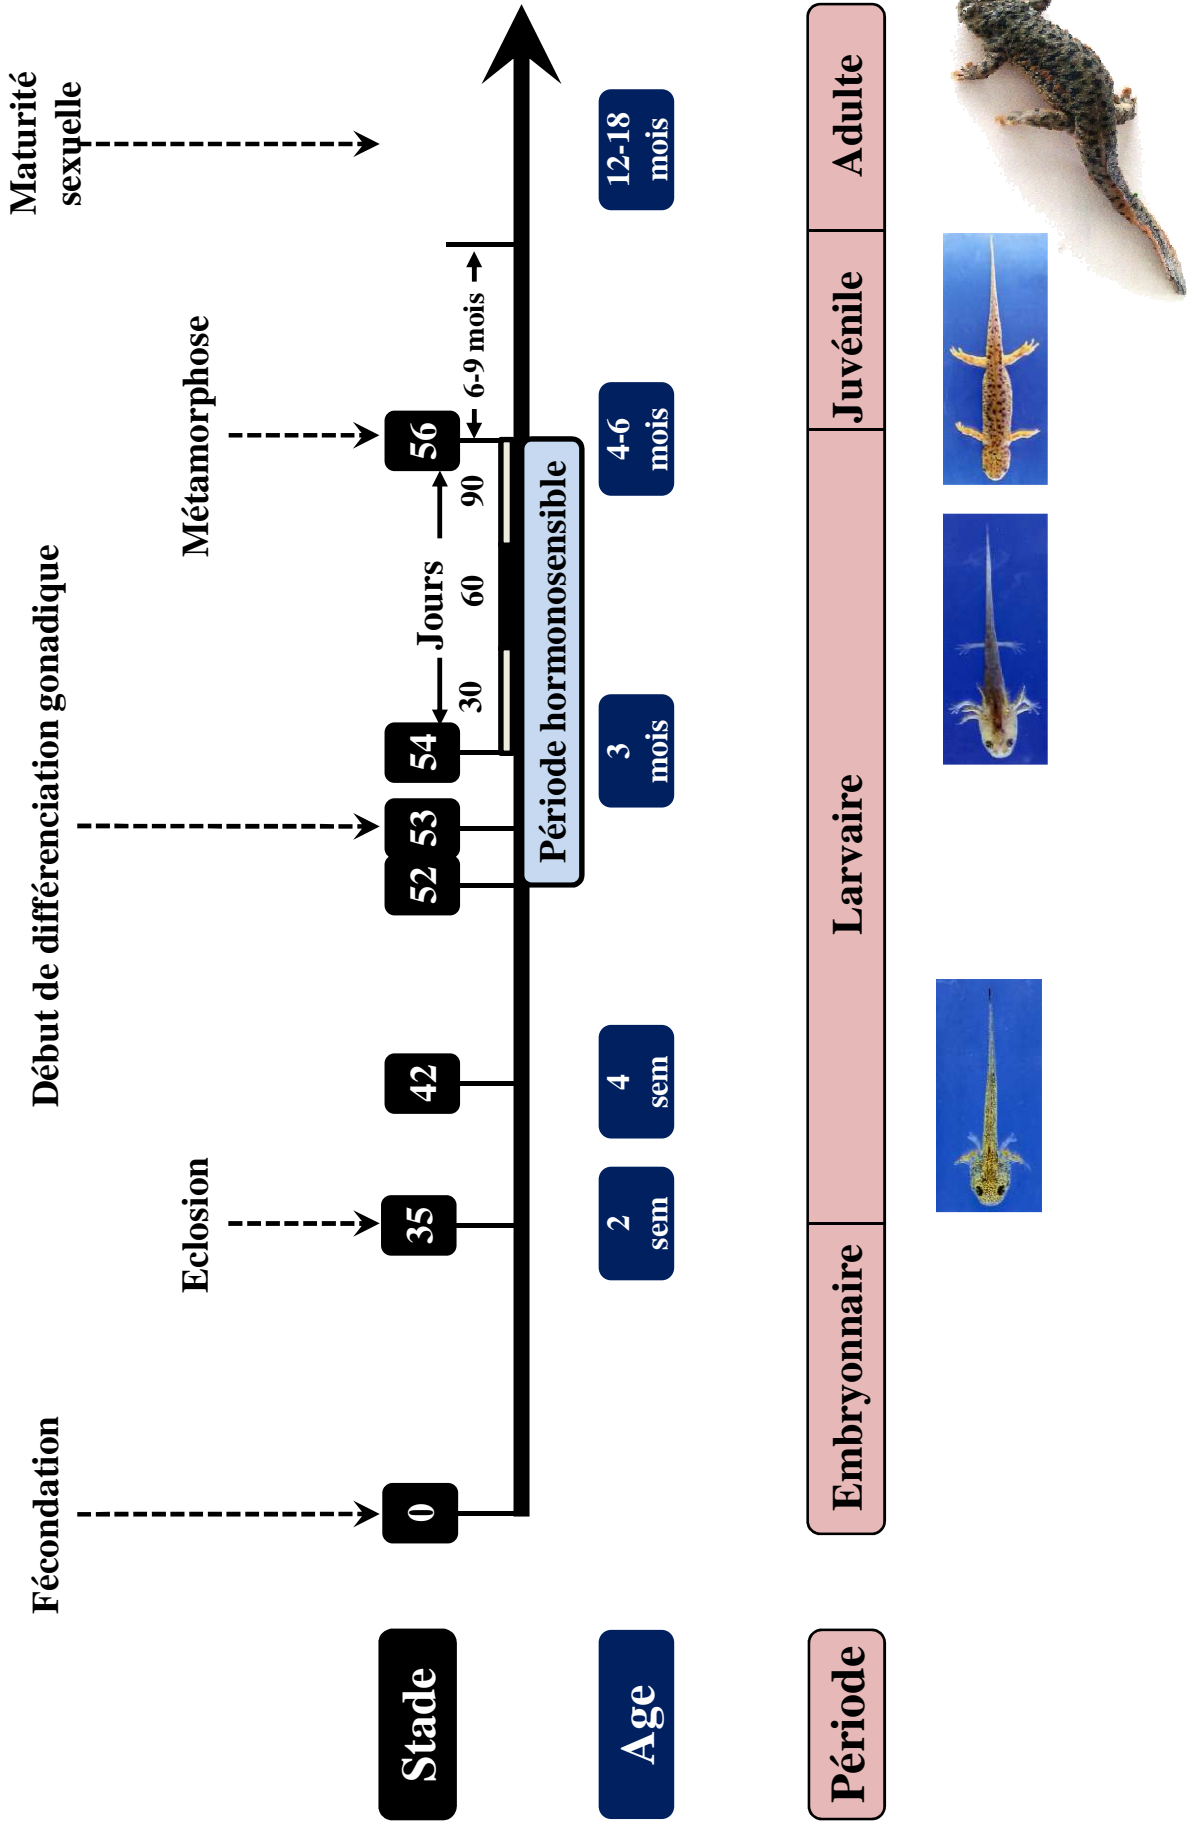 Fécondation
Eclosion
Début de différenciation gonadique
Métamorphose
Maturité
sexuelle
Stade
0
35
42
52
53
54
56
Jours
30
60
90
6-9 mois
Période hormonosensible
Age
2
sem
4
sem
3
mois
4-6
mois
12-18
mois
Période
Embryonnaire
Larvaire
Juvénile
Adulte